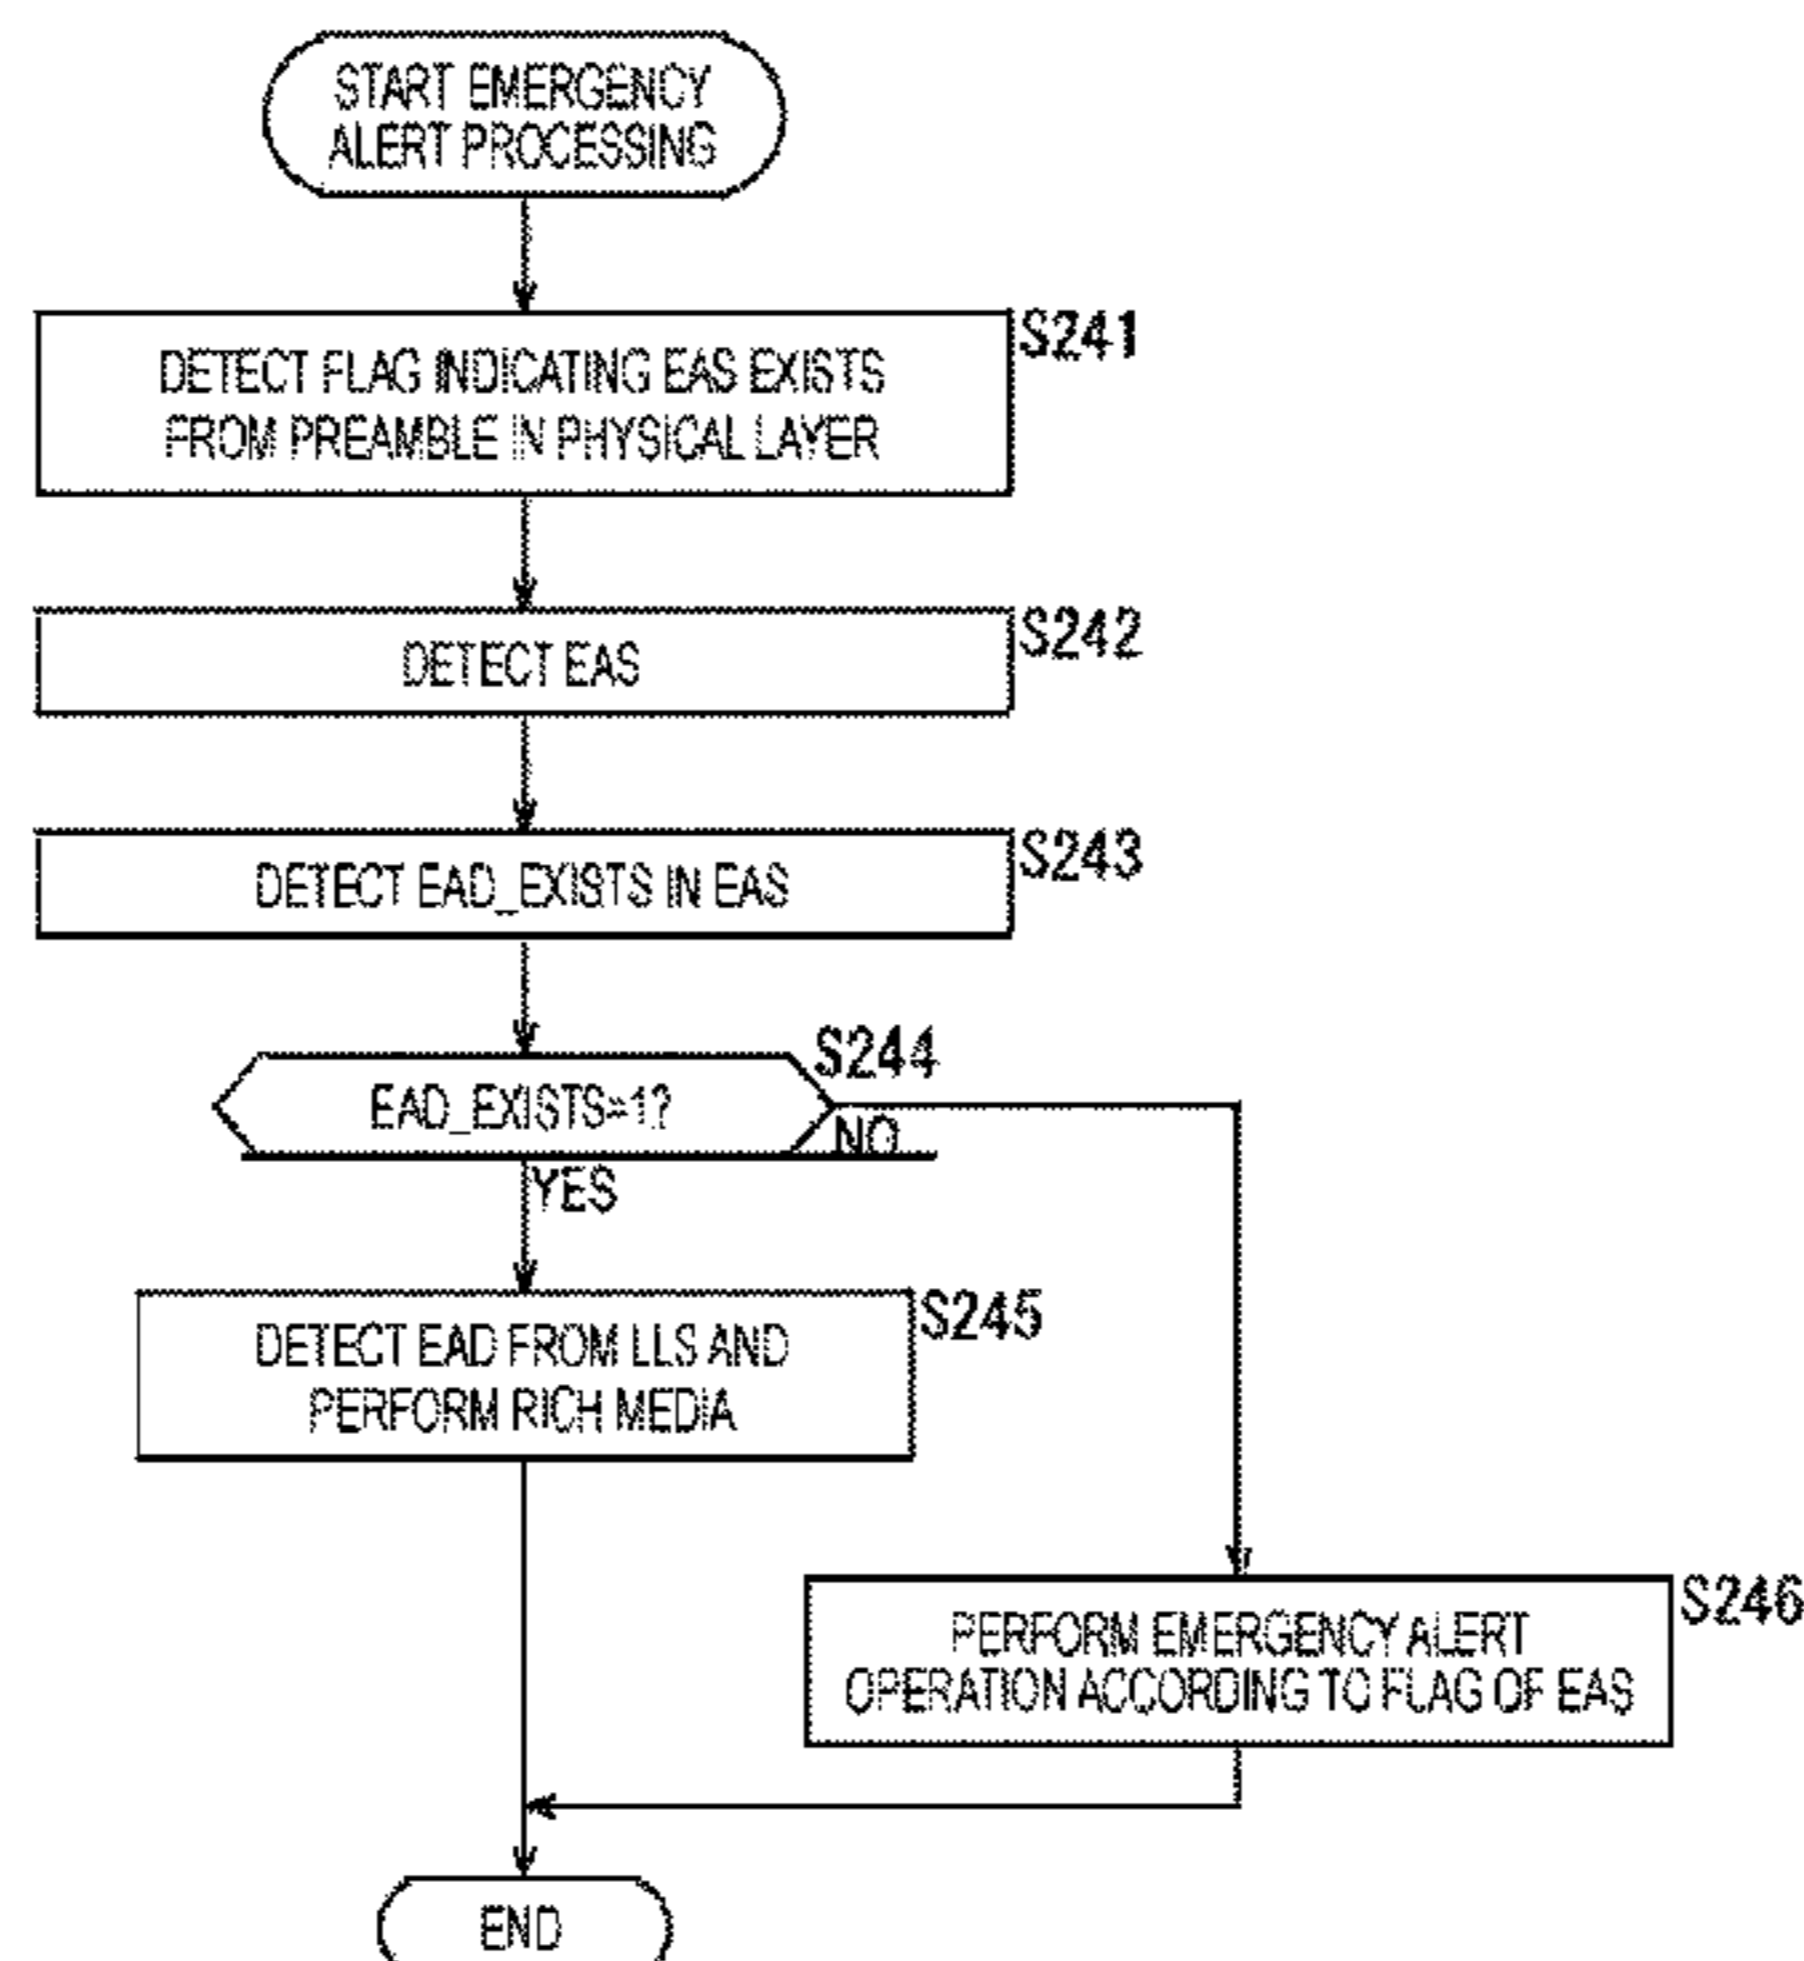 START EMERGENCY
ALERT PROCESSING
S241
DETECT FLAG INDICATING EAS EXISTS
FROM PREAMBLE IN PHYSICAL LAYER
S242
DETECT EAS
S243
DETECT EAD_EXISTS IN EAS
S244
EAD_EXISTS=1?
NO
YES
S245
DETECT EAD FROM LLS AND
PERFORM RICH MEDIA
S246
PERFORM EMERGENCY ALERT
OPERATION ACCORDING TO FLAG OF EAS
END